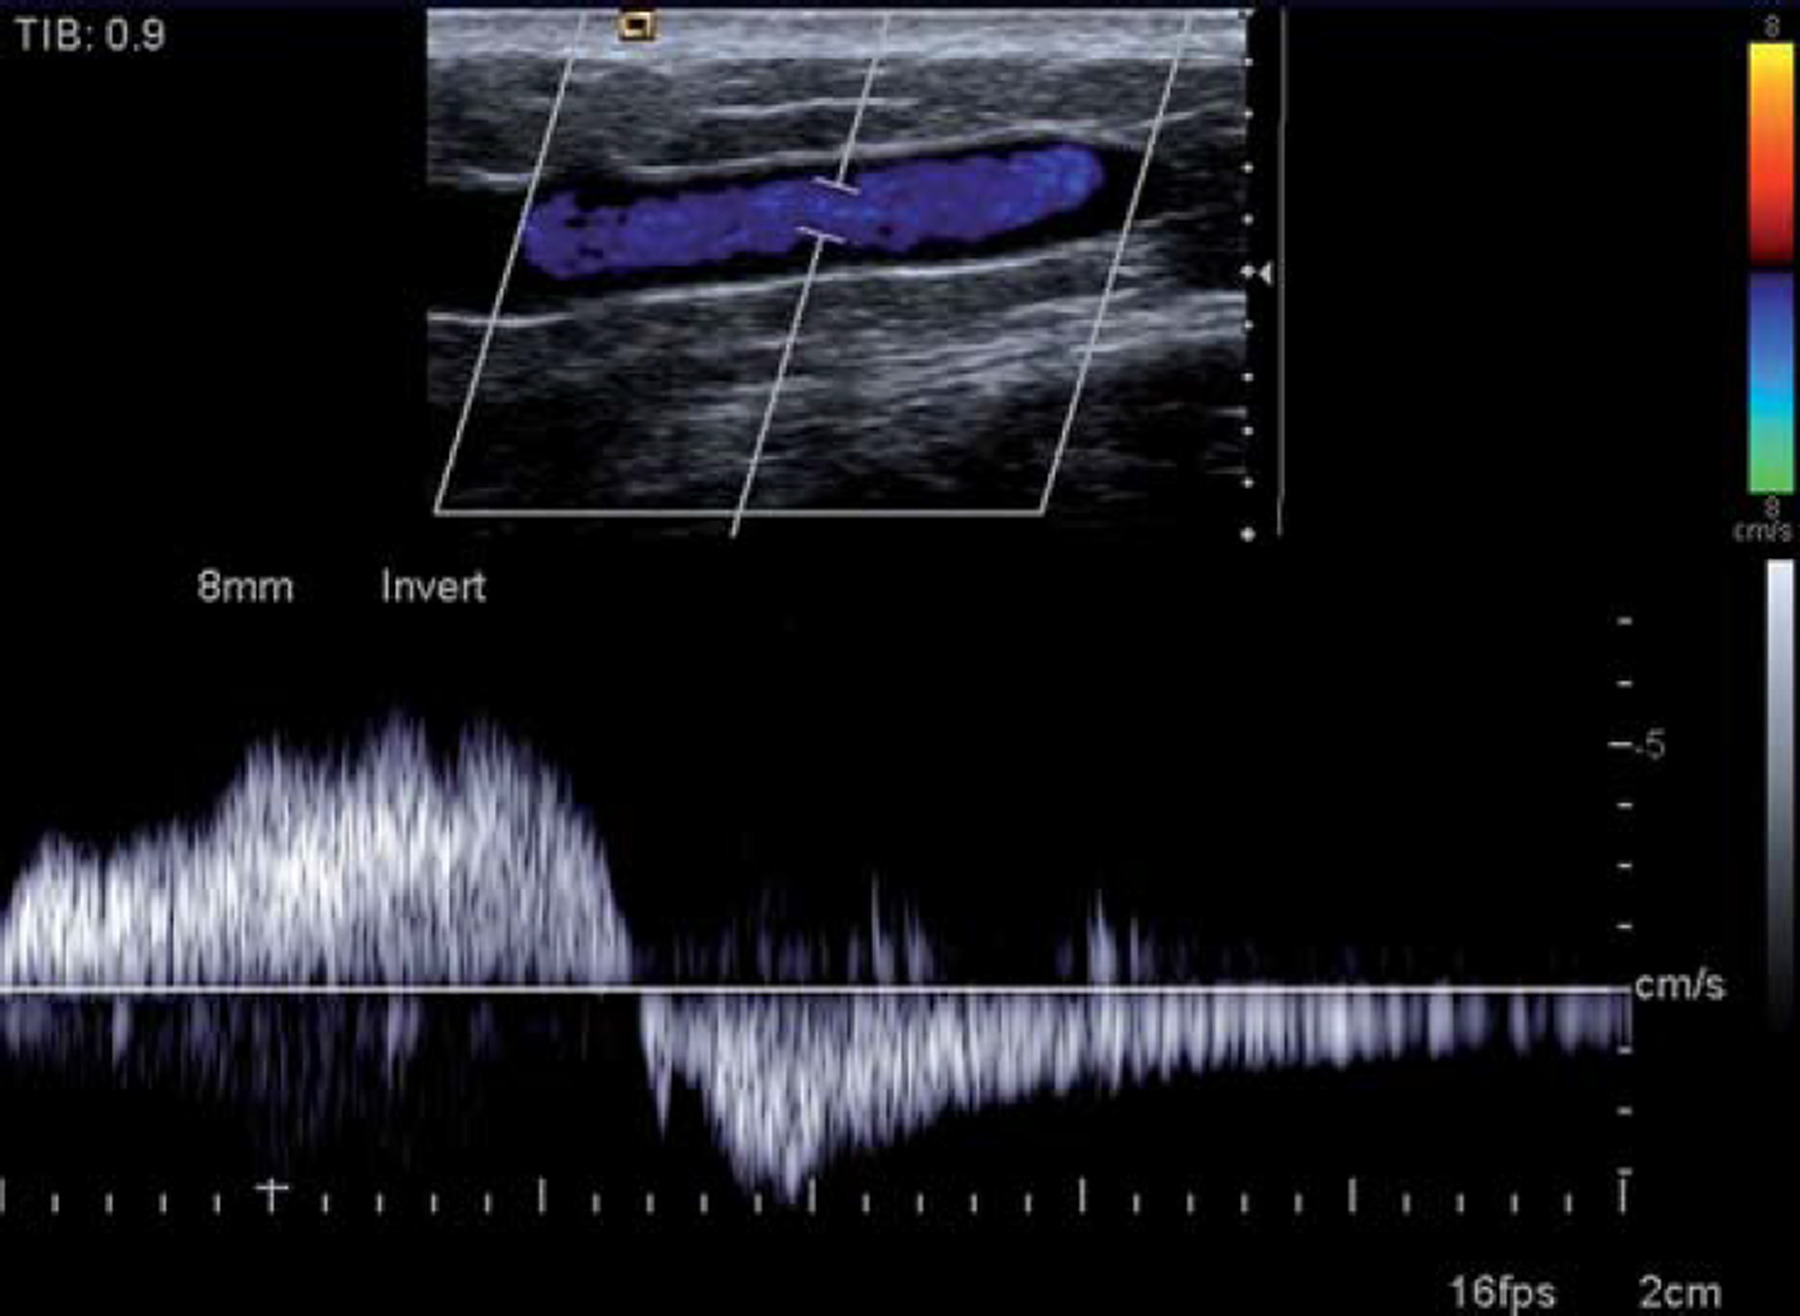 TIB: 0.9
8
8
cm/s
8mm Invert
-5
cm/s
16fps 2cm